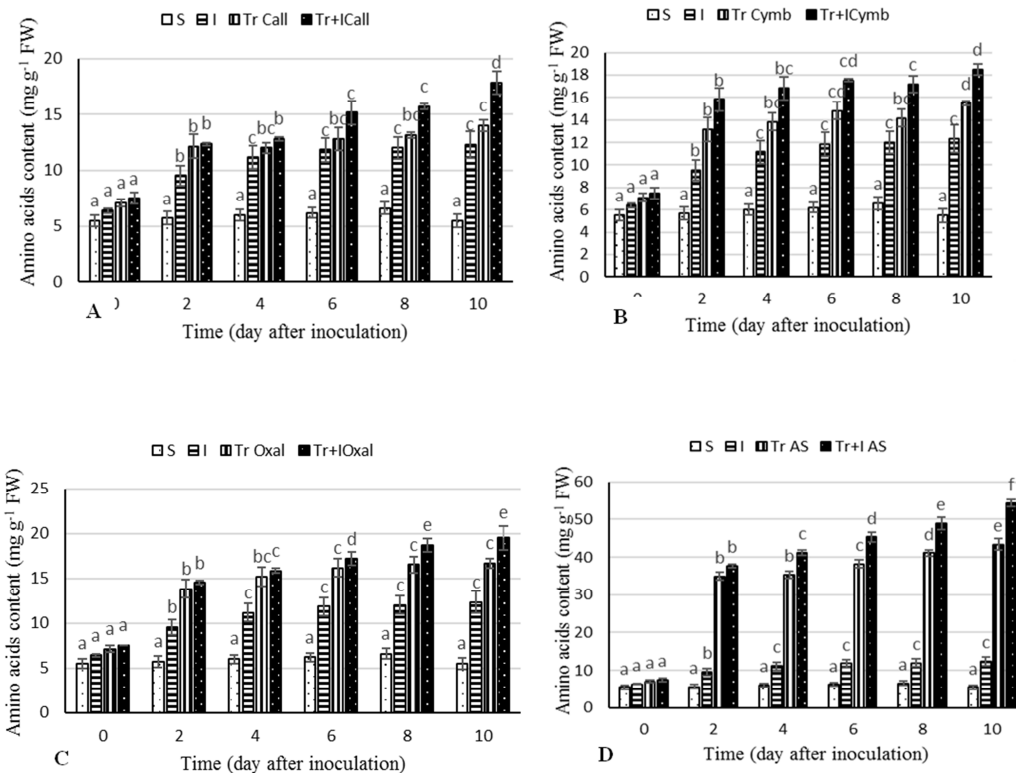 S I Tr Call Tr+ICall
Amino acids content (mg g-1 FW)
20
15
10
5
0
a a a a
a b b b
a c bc b
a c bc c
a c bc c
a c c d
2 4 6 8 10
A
Time (day after inoculation)
S I Tr Cymb Tr+ICymb
Amino acids content (mg g-1 FW)
20
18
16
14
12
10
8
6
4
2
0
a a a a
a b b b
a c bc bc
a c cd cd
a c bc c
a c b d
2 4 6 8 10
B
Time (day after inoculation)
S I Tr Oxal Tr+IOxal
Amino acids content (mg g-1 FW)
25
20
15
10
5
0
a a a a
a b b b
a c bc c
a c c d
a c c e
a c c e
0 2 4 6 8 10
C
Time (day after inoculation)
S I Tr AS Tr+I AS
Amino acids content (mg g-1 FW)
60
50
40
30
20
10
0
a a a a
a b b b
a c b c
a c c d
a c d e
a c e f
0 2 4 6 8 10
D
Time (day after inoculation)